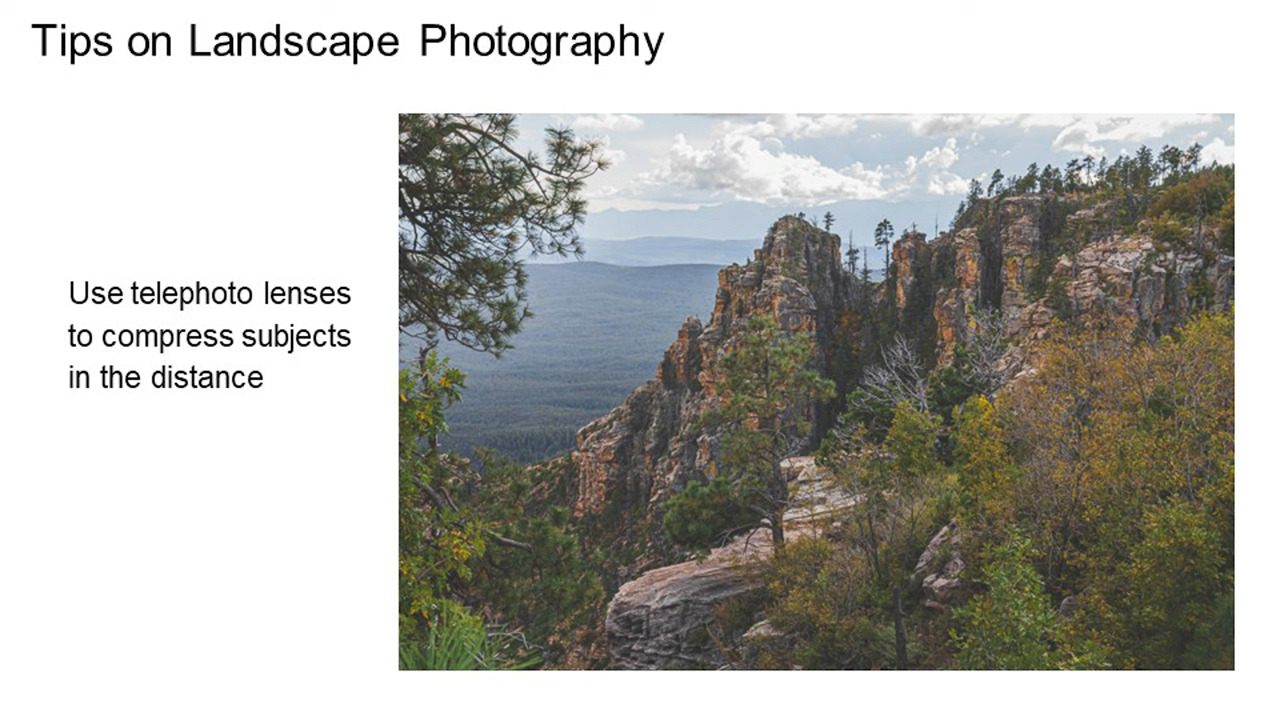 Tips on Landscape Photography
Use telephoto lenses
to compress subjects
in the distance